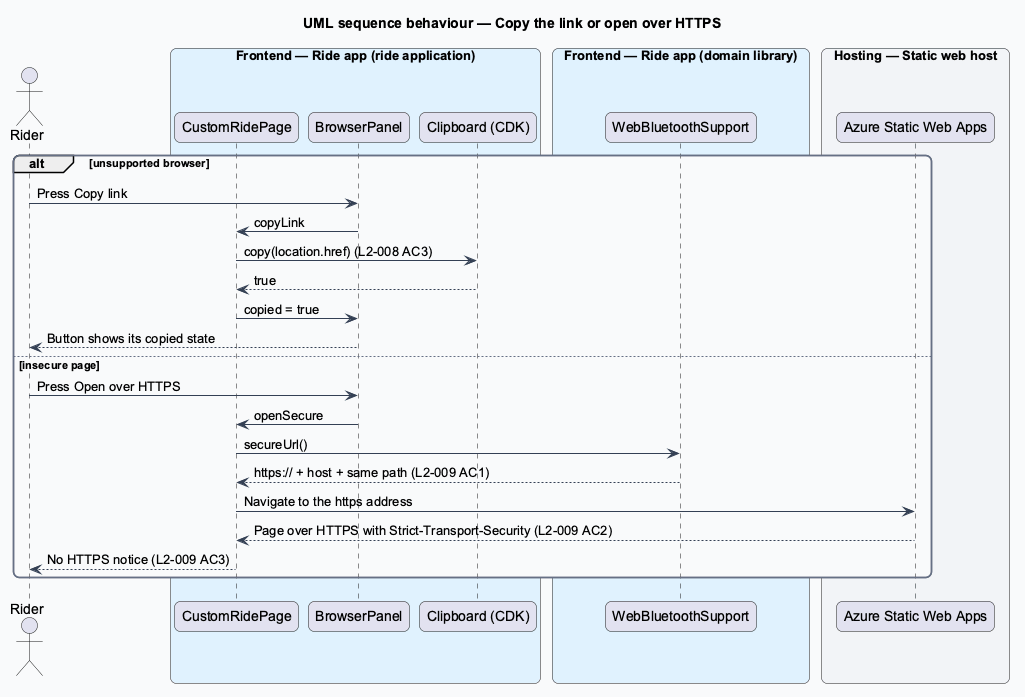 UML sequence behaviour — Copy the link or open over HTTPS
Frontend — Ride app (ride application)
Frontend — Ride app (domain library)
Hosting — Static web host
Rider
CustomRidePage
BrowserPanel
Clipboard (CDK)
WebBluetoothSupport
Azure Static Web Apps
alt
[unsupported browser]
Press Copy link
copyLink
copy(location.href) (L2-008 AC3)
true
copied = true
Button shows its copied state
[insecure page]
Press Open over HTTPS
openSecure
secureUrl()
https:// + host + same path (L2-009 AC1)
Navigate to the https address
Page over HTTPS with Strict-Transport-Security (L2-009 AC2)
No HTTPS notice (L2-009 AC3)
Rider
CustomRidePage
BrowserPanel
Clipboard (CDK)
WebBluetoothSupport
Azure Static Web Apps